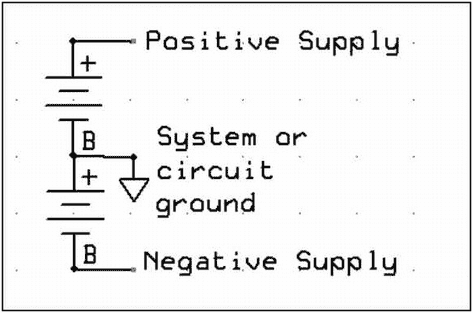 Positive Supply
+
B
System or
circuit
ground
+
B
Negative Supply